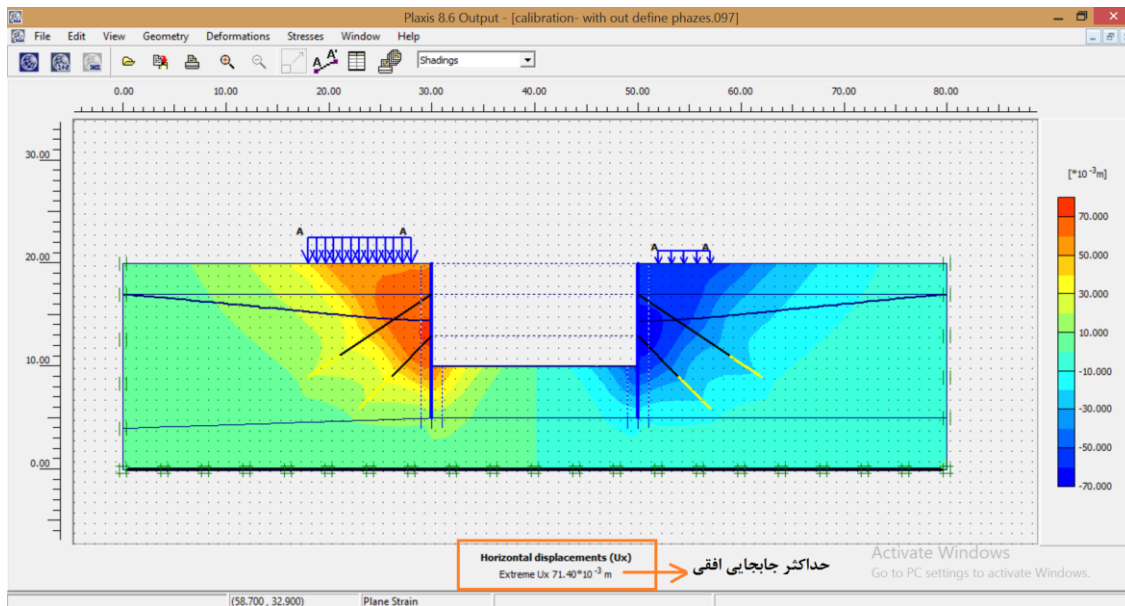 Plaxis 8.6 Output - [calibration- with out define phazes.097]
File Edit View Geometry Deformations Stresses Window Help
Shadings
0.00 10.00 20.00 30.00 40.00 50.00 60.00 70.00 80.00
30.00
20.00
10.00
0.00
A A
A A
[*10 -3m]
70.000
50.000
30.000
10.000
-10.000
-30.000
-50.000
-70.000
Horizontal displacements (Ux)
Extreme Ux 71.40*10-3 m
حداکثر جابجایی افقی
Activate Windows
Go to PC settings to activate Windows.
(58.700 , 32.900) Plane Strain